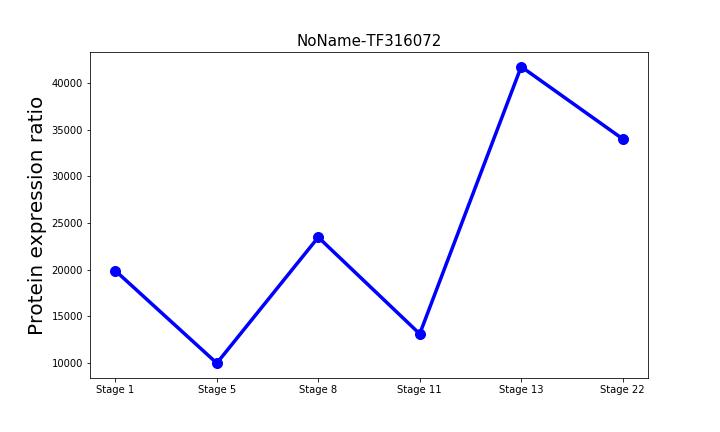 NoName-TF316072
Protein expression ratio
40000
35000
30000
25000
20000
15000
10000
Stage 1
Stage 5
Stage 8
Stage 11
Stage 13
Stage 22